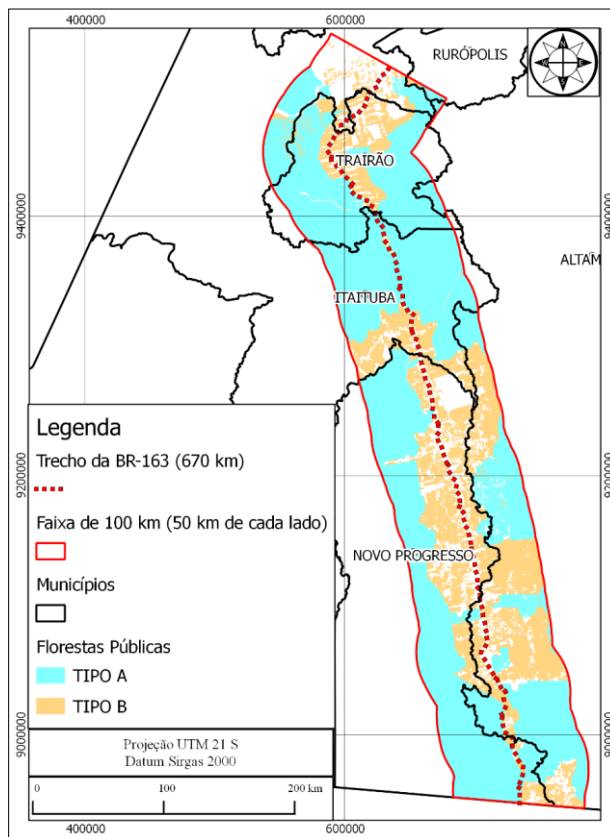 400000
600000
RURÓPOLIS
N
TRAIRÃO
9400000
9400000
ALTAM
ITAITUBA
Legenda
Trecho da BR-163 (670 km)
Faixa de 100 km (50 km de cada lado)
Municípios
Florestas Públicas
TIPO A
TIPO B
9200000
NOVO PROGRESSO
9000000
Projeção UTM 21 S
Datum Sirgas 2000
0 100 200 km
400000
600000